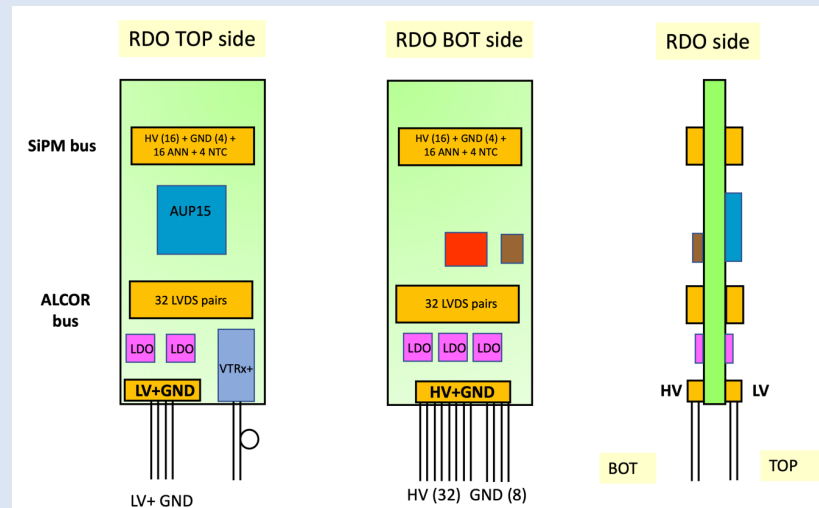 RDO TOP side
RDO BOT side
RDO side
SiPM bus
HV (16) + GND (4) +
16 ANN + 4 NTC
HV (16) + GND (4) +
16 ANN + 4 NTC
AUP15
ALCOR
bus
32 LVDS pairs
32 LVDS pairs
LDO
LDO
VTRx+
LDO
LDO
LDO
LV+GND
HV+GND
HV
LV
BOT
TOP
LV+ GND
HV (32)
GND (8)